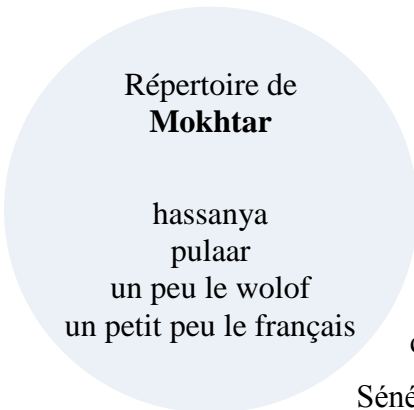 Répertoire de
Mokhtar
hassanya
pulaar
un peu le wolof
un petit peu le français